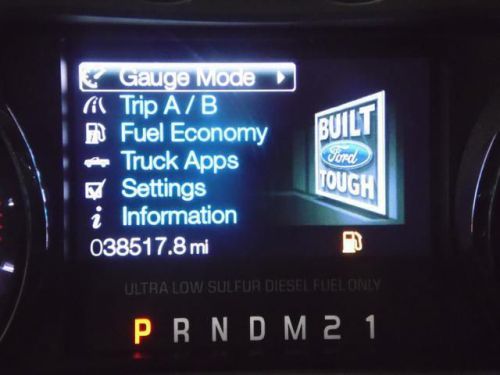 Gauge Mode
Trip A / B
Fuel Economy
Truck Apps
Settings
Information
038517.8 mi
BUILT
Ford
TOUGH
ULTRA LOW SULFUR DIESEL FUEL ONLY
P R N D M 2 1